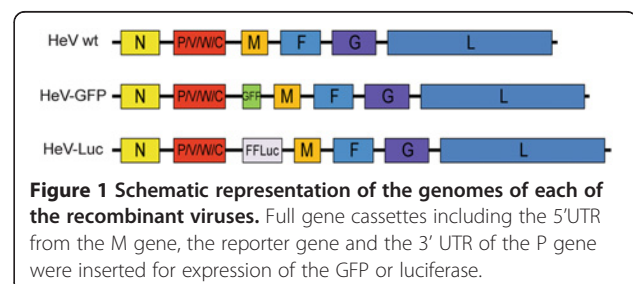 HeV wt N P/V/W/C M F G L
HeV-GFP N P/V/W/C GFP M F G L
HeV-Luc N P/V/W/C FFLuc M F G L
Figure 1 Schematic representation of the genomes of each of
the recombinant viruses. Full gene cassettes including the 5'UTR
from the M gene, the reporter gene and the 3' UTR of the P gene
were inserted for expression of the GFP or luciferase.